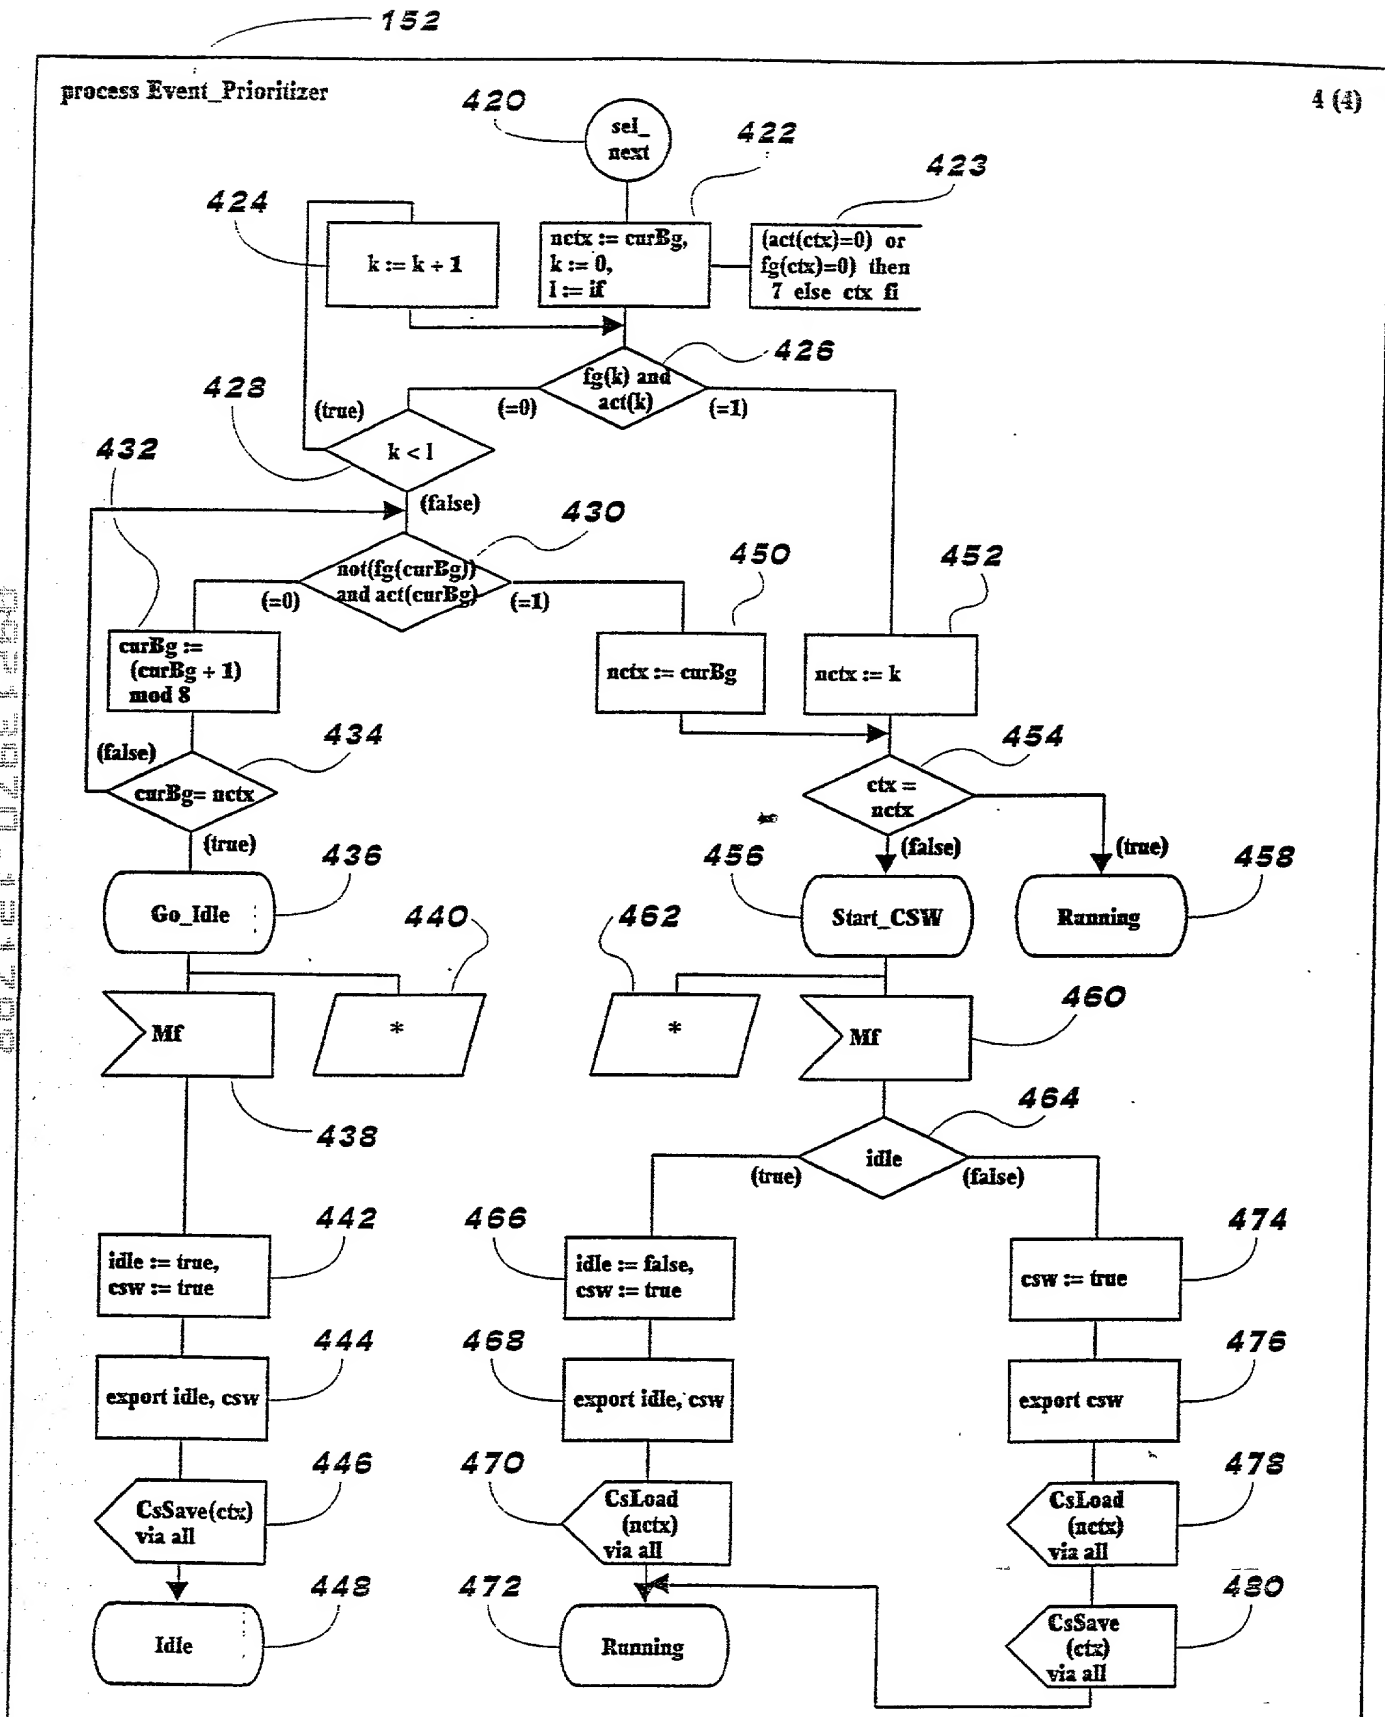 152
process Event_Prioritizer
4 (4)
420
sel_
next
422
423
424
k := k + 1
nctx := curBg,
k := 0,
l := if
(act(ctx)=0) or
fg(ctx)=0) then
7 else ctx fi
426
fg(k) and
act(k)
(=0)
(=1)
428
(true)
k < l
(false)
432
430
not(fg(curBg))
and act(curBg)
(=0)
(=1)
450
452
curBg :=
(curBg + 1)
mod 8
nctx := curBg
nctx := k
434
(false)
curBg= nctx
(true)
454
ctx =
nctx
(false)
(true)
436
Go_Idle
456
Start_CSW
458
Running
440
*
462
*
Mf
438
Mf
460
464
idle
(true)
(false)
442
idle := true,
csw := true
466
idle := false,
csw := true
474
csw := true
444
export idle, csw
468
export idle, csw
476
export csw
446
CsSave(ctx)
via all
470
CsLoad
(nctx)
via all
478
CsLoad
(nctx)
via all
448
Idle
472
Running
480
CsSave
(ctx)
via all